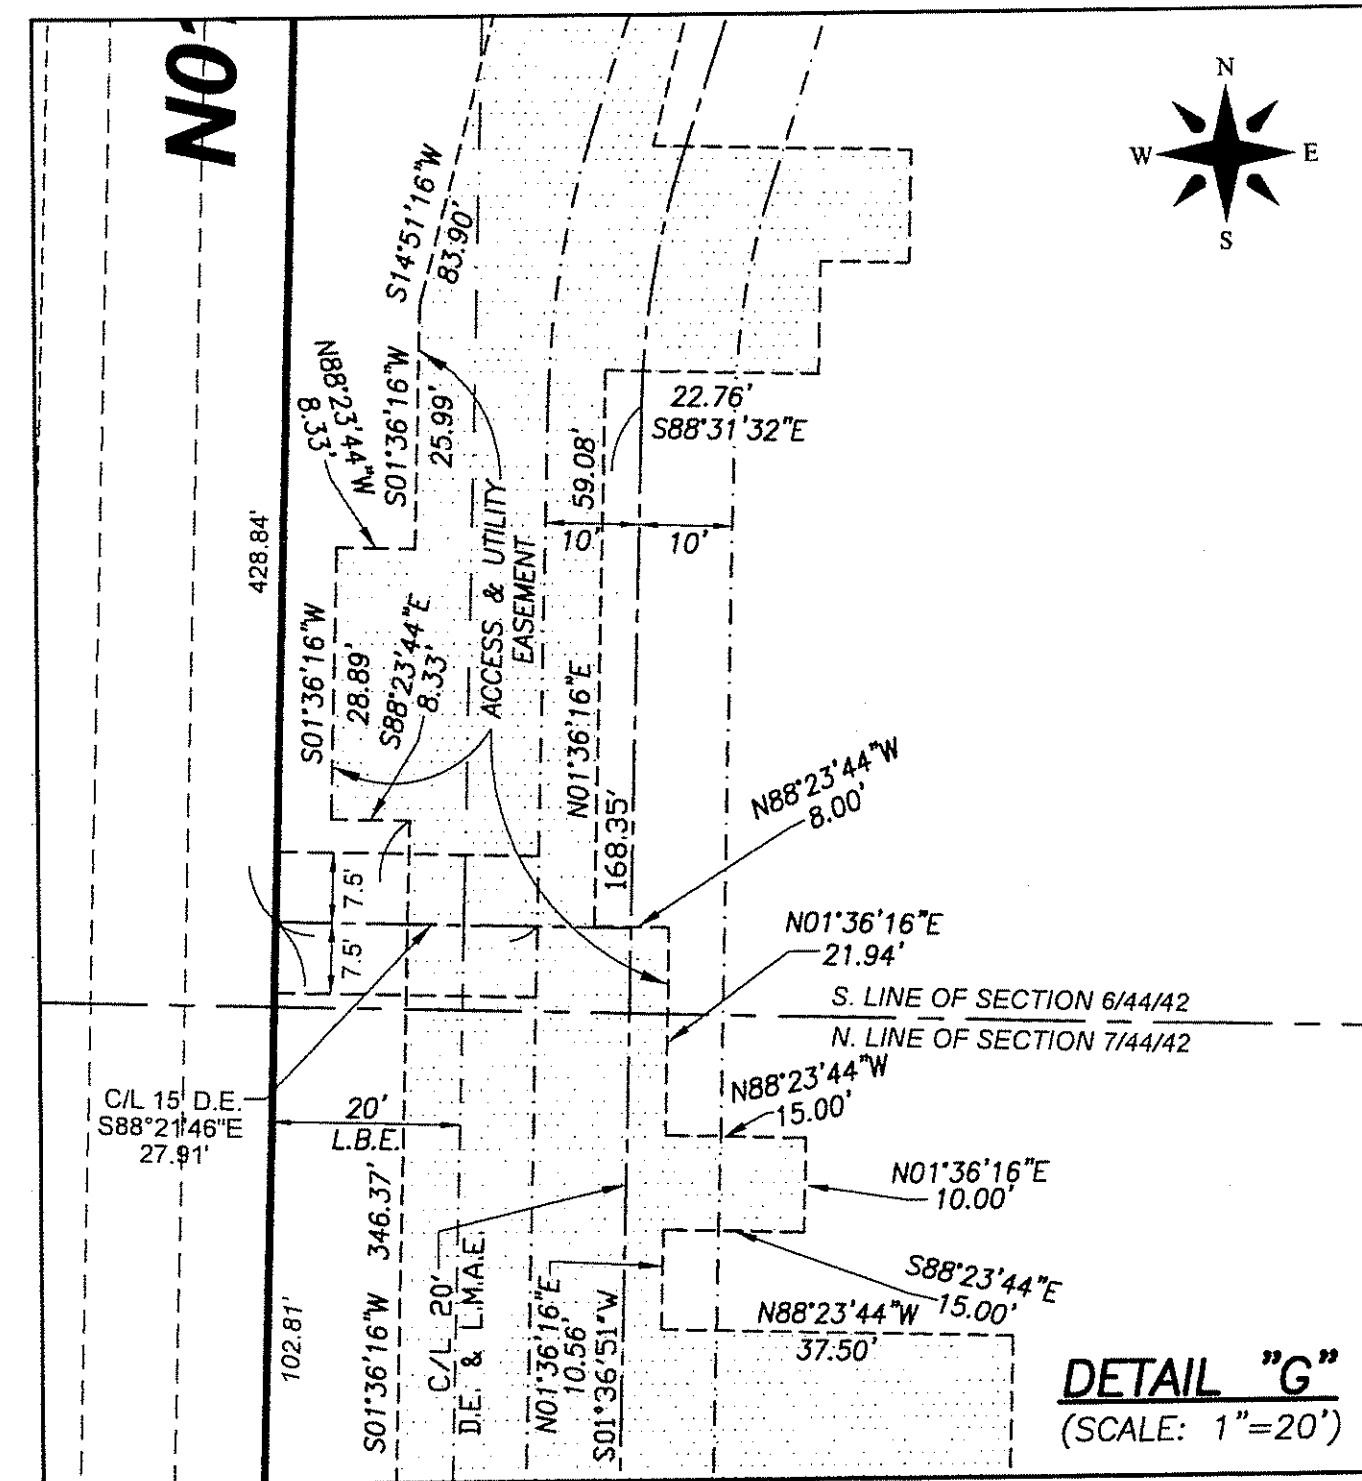 N
W
E
S
S14°51'16"W
83.90'
N88°23'44"W
8.33'
S01°36'16"W
25.99'
22.76'
S88°31'32"E
59.08'
10'
10'
428.84'
ACCESS & UTILITY
EASEMENT
S01°36'16"W
28.89'
S88°23'44"E
8.33'
N01°36'16"E
168.35'
N88°23'44"W
8.00'
7.5'
7.5'
N01°36'16"E
21.94'
S. LINE OF SECTION 6/44/42
N. LINE OF SECTION 7/44/42
N88°23'44"W
15.00'
C/L 15' D.E.
S88°21'46"E
27.91'
20'
L.B.E.
N01°36'16"E
10.00'
S01°36'16"W 346.37'
C/L 20'
D.E. & L.M.A.E.
N01°36'16"E
10.56'
S01°36'51"W
S88°23'44"E
15.00'
N88°23'44"W
37.50'
102.81'
DETAIL "G"
(SCALE: 1"=20')